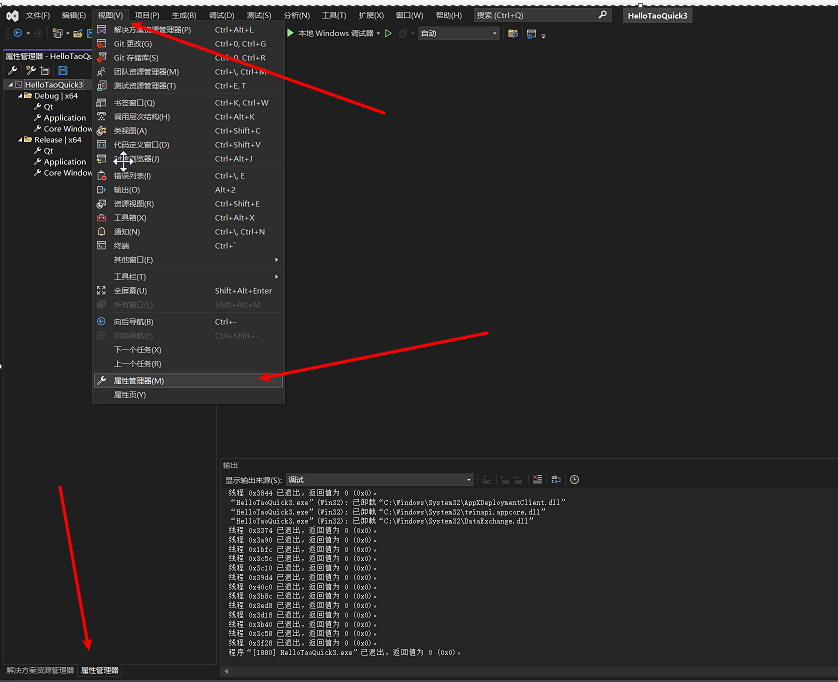 文件(F) 编辑(E) 视图(V) 项目(P) 生成(B) 调试(D) 测试(S) 分析(N) 工具(T) 扩展(X) 窗口(W) 帮助(H) 搜索 (Ctrl+Q) HelloTaoQuick3
本地 Windows 调试器 自动
属性管理器 - HelloTaoQu
HelloTaoQuick3
Debug | x64
Qt
Application
Core Window
Release | x64
Qt
Application
Core Window
解决方案资源管理器(P) Ctrl+Alt+L
Git 更改(G) Ctrl+0, Ctrl+G
Git 存储库(S) Ctrl+0, Ctrl+R
团队资源管理器(M) Ctrl+\, Ctrl+M
测试资源管理器(T) Ctrl+E, T
书签窗口(Q) Ctrl+K, Ctrl+W
调用层次结构(H) Ctrl+Alt+K
类视图(A) Ctrl+Shift+C
代码定义窗口(D) Ctrl+Shift+V
浏览器(J) Ctrl+Alt+J
错误列表(I) Ctrl+\, E
输出(O) Alt+2
资源视图(R) Ctrl+Shift+E
工具箱(X) Ctrl+Alt+X
通知(N) Ctrl+\, Ctrl+N
终端 Ctrl+`
其他窗口(E)
工具栏(T)
全屏幕(U) Shift+Alt+Enter
所有窗口(L) Shift+Alt+M
向后导航(B) Ctrl+-
向前导航(F) Ctrl+Shift+-
下一个任务(X)
上一个任务(R)
属性管理器(M)
属性页(Y)
输出
显示输出来源(S): 调试
线程 0x3844 已退出，返回值为 0 (0x0)。
“HelloTaoQuick3.exe”(Win32): 已卸载“C:\Windows\System32\AppXDeploymentClient.dll”
“HelloTaoQuick3.exe”(Win32): 已卸载“C:\Windows\System32\twinapi.appcore.dll”
“HelloTaoQuick3.exe”(Win32): 已卸载“C:\Windows\System32\DataExchange.dll”
线程 0x3374 已退出，返回值为 0 (0x0)。
线程 0x3a90 已退出，返回值为 0 (0x0)。
线程 0x1bfc 已退出，返回值为 0 (0x0)。
线程 0x3c5c 已退出，返回值为 0 (0x0)。
线程 0x3c10 已退出，返回值为 0 (0x0)。
线程 0x39d4 已退出，返回值为 0 (0x0)。
线程 0x40c0 已退出，返回值为 0 (0x0)。
线程 0x3b8c 已退出，返回值为 0 (0x0)。
线程 0x3ed8 已退出，返回值为 0 (0x0)。
线程 0x3d18 已退出，返回值为 0 (0x0)。
线程 0x3b40 已退出，返回值为 0 (0x0)。
线程 0x3c58 已退出，返回值为 0 (0x0)。
线程 0x3f28 已退出，返回值为 0 (0x0)。
程序“[1880] HelloTaoQuick3.exe”已退出，返回值为 0 (0x0)。
解决方案资源管理器 属性管理器